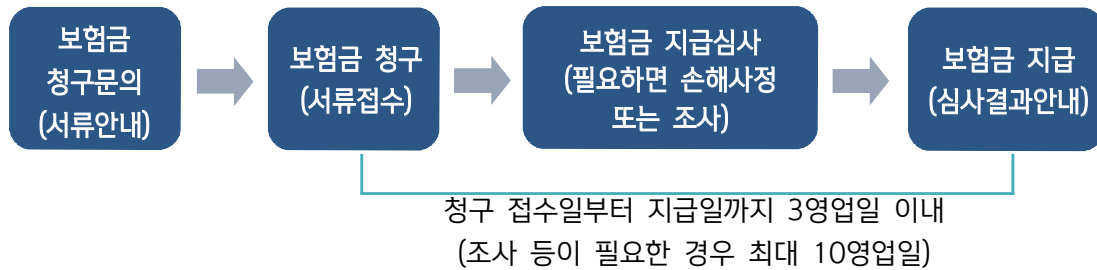 보험금
청구문의
(서류안내)
보험금 청구
(서류접수)
보험금 지급심사
(필요하면 손해사정
또는 조사)
보험금 지급
(심사결과안내)
청구 접수일부터 지급일까지 3영업일 이내
(조사 등이 필요한 경우 최대 10영업일)